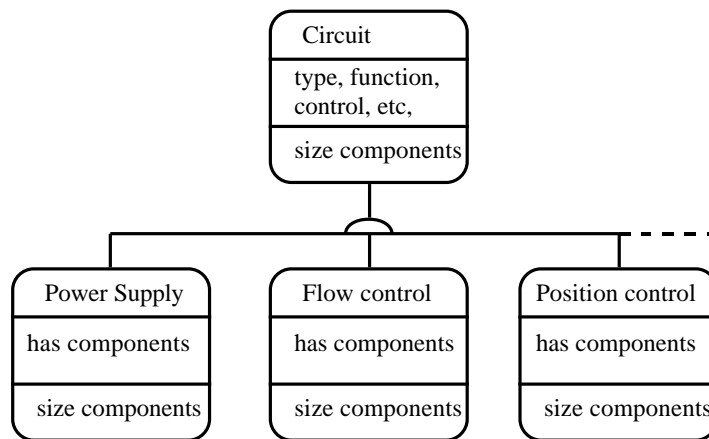 Circuit
type, function,
control, etc,
size components
Power Supply
has components
size components
Flow control
has components
size components
Position control
has components
size components